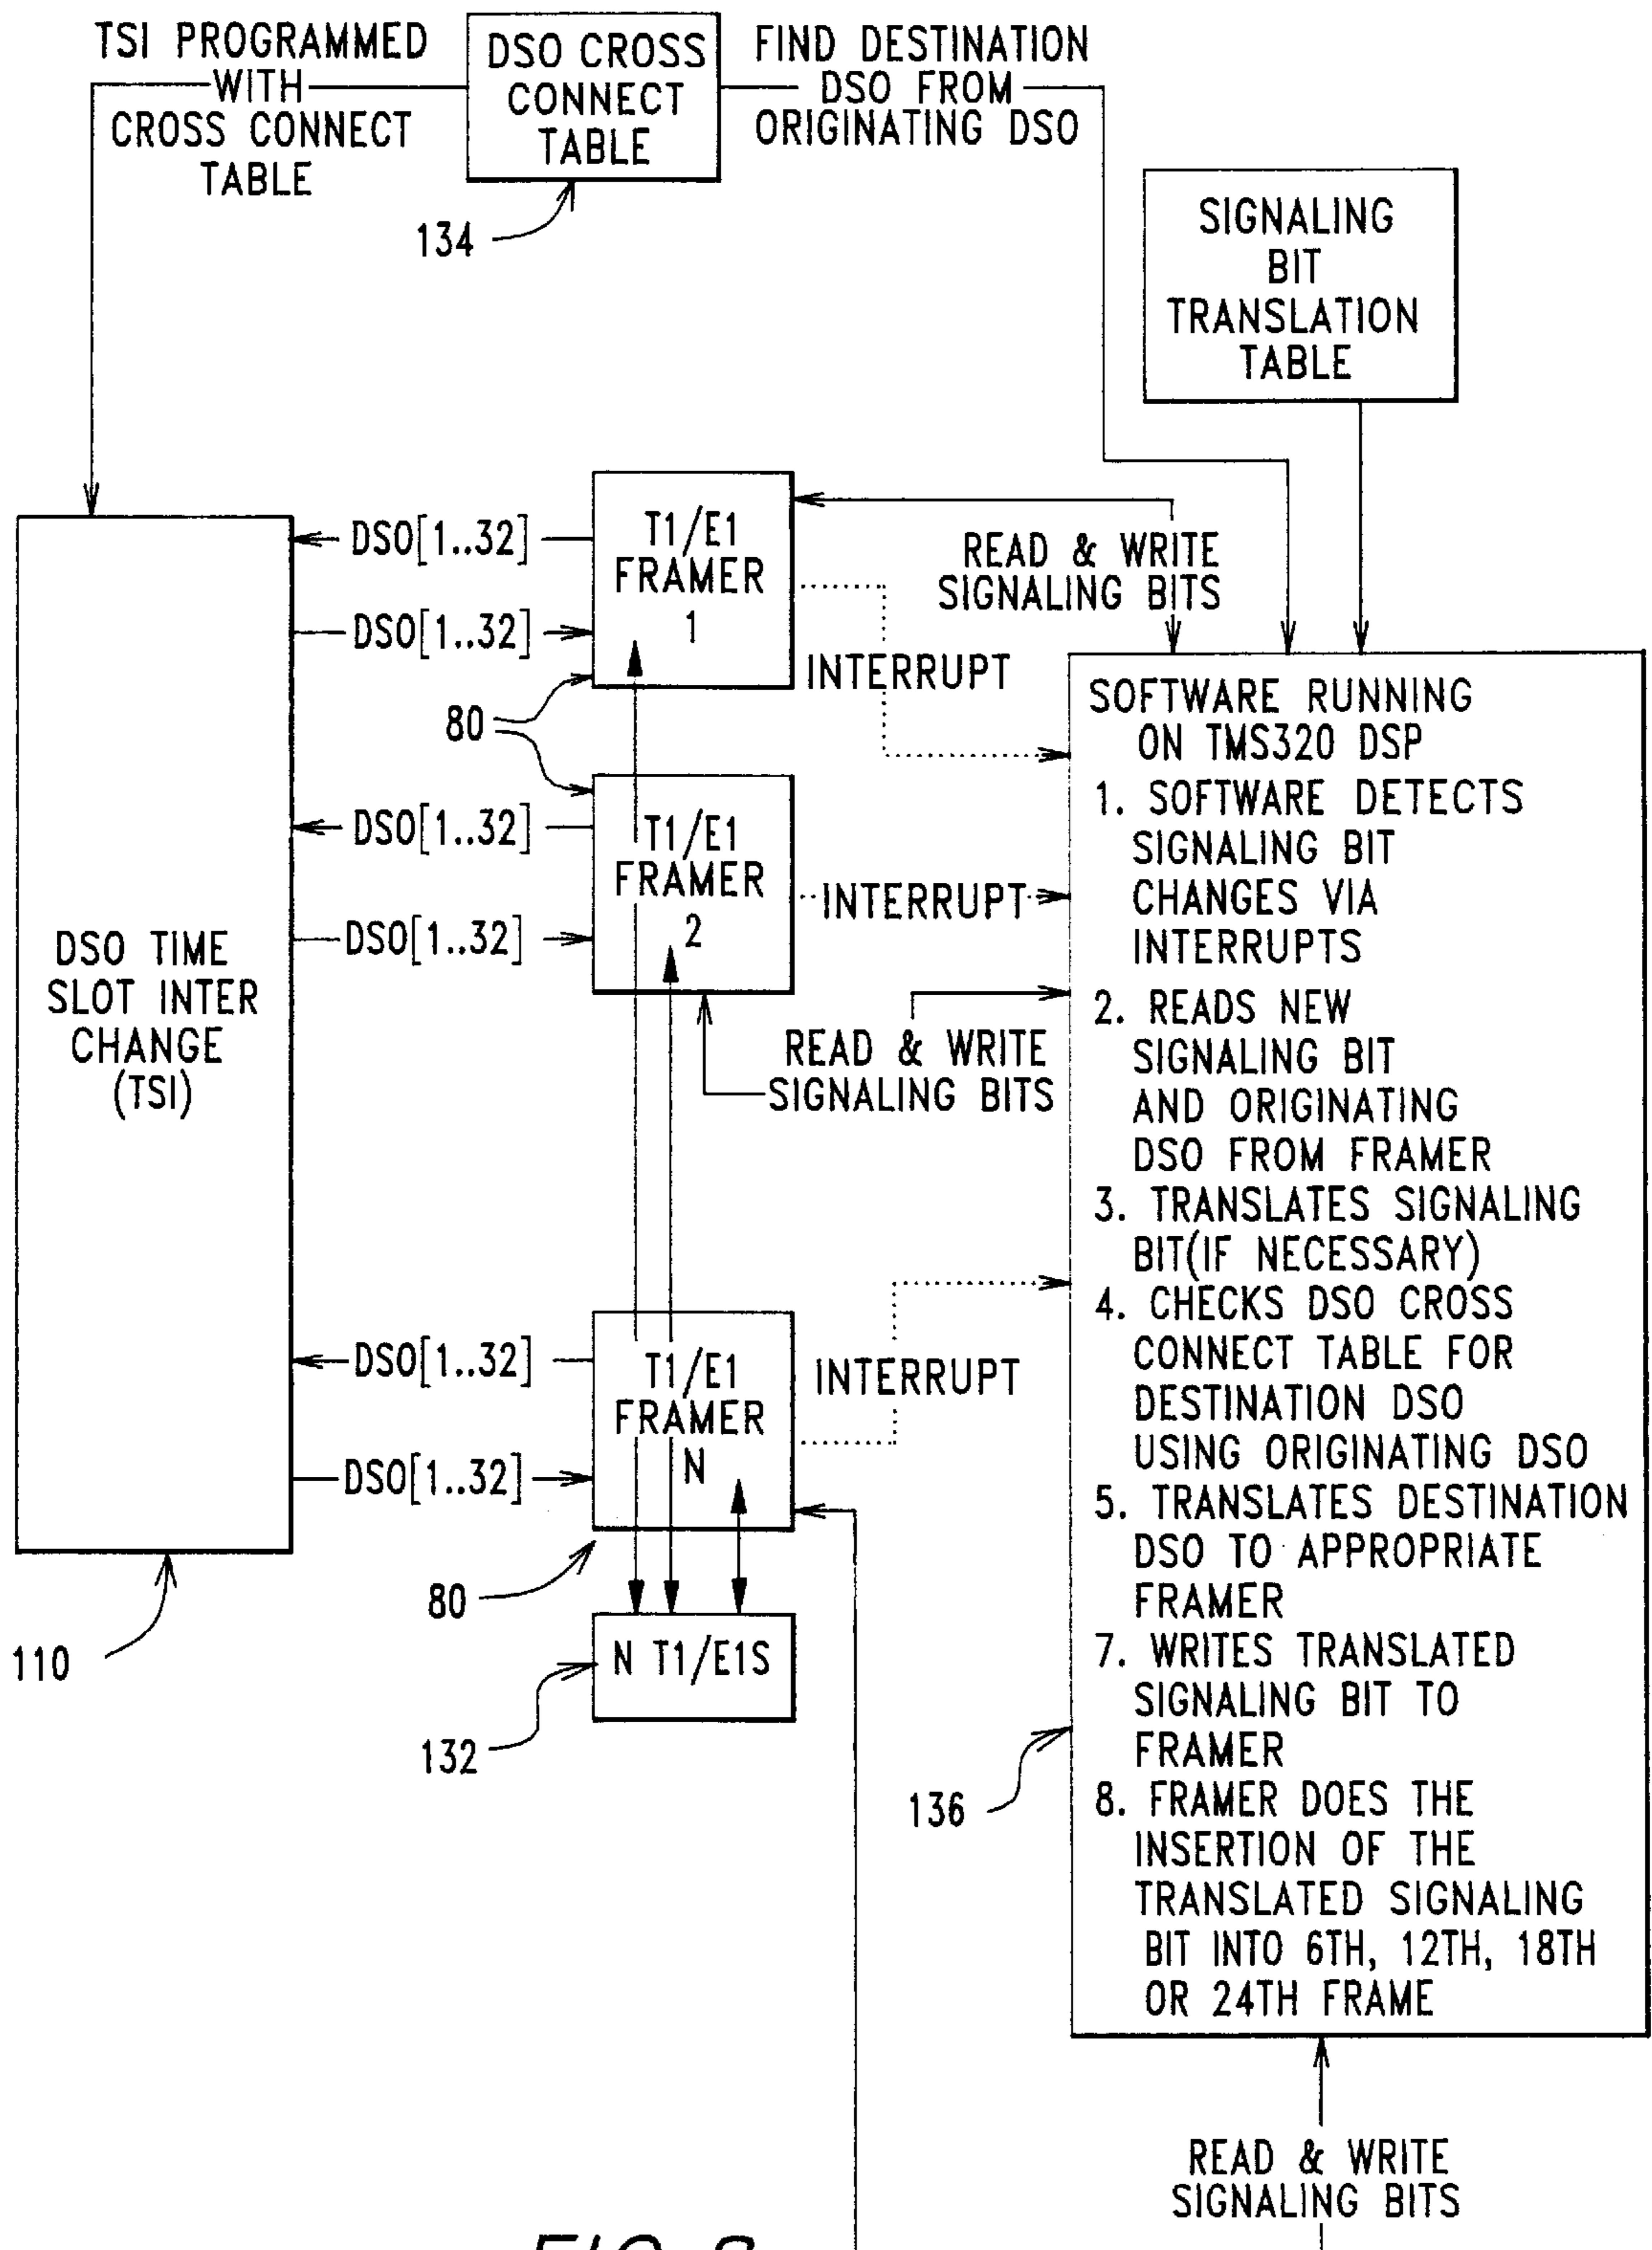 TSI PROGRAMMED
WITH
CROSS CONNECT
TABLE
DSO CROSS
CONNECT
TABLE
FIND DESTINATION
DSO FROM
ORIGINATING DSO
134
SIGNALING
BIT
TRANSLATION
TABLE
DSO TIME
SLOT INTER
CHANGE
(TSI)
110
DSO[1..32]
DSO[1..32]
T1/E1
FRAMER
1
READ & WRITE
SIGNALING BITS
INTERRUPT
80
DSO[1..32]
DSO[1..32]
T1/E1
FRAMER
2
INTERRUPT
READ & WRITE
SIGNALING BITS
DSO[1..32]
DSO[1..32]
T1/E1
FRAMER
N
INTERRUPT
80
N T1/E1S
132
SOFTWARE RUNNING
ON TMS320 DSP
1. SOFTWARE DETECTS
SIGNALING BIT
CHANGES VIA
INTERRUPTS
2. READS NEW
SIGNALING BIT
AND ORIGINATING
DSO FROM FRAMER
3. TRANSLATES SIGNALING
BIT(IF NECESSARY)
4. CHECKS DSO CROSS
CONNECT TABLE FOR
DESTINATION DSO
USING ORIGINATING DSO
5. TRANSLATES DESTINATION
DSO TO APPROPRIATE
FRAMER
7. WRITES TRANSLATED
SIGNALING BIT TO
FRAMER
8. FRAMER DOES THE
INSERTION OF THE
TRANSLATED SIGNALING
BIT INTO 6TH, 12TH, 18TH
OR 24TH FRAME
136
READ & WRITE
SIGNALING BITS